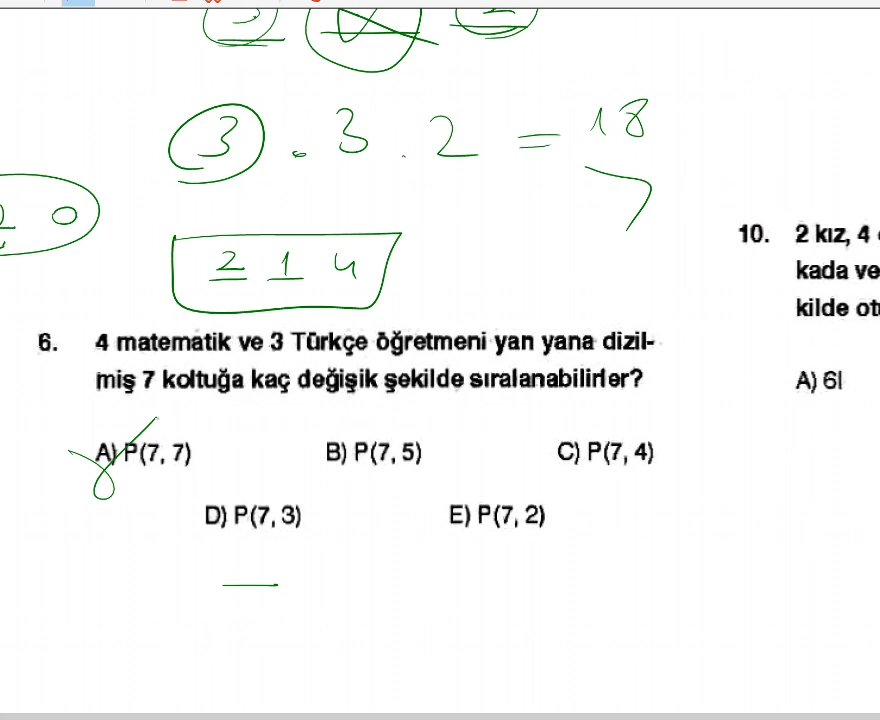 3 . 3 . 2 = 18
0
2 1 4
6. 4 matematik ve 3 Türkçe öğretmeni yan yana dizil-
miş 7 koltuğa kaç değişik şekilde sıralanabilirler?
A) P(7, 7) B) P(7, 5) C) P(7, 4)
D) P(7, 3) E) P(7, 2)
10. 2 kız, 4
kada ve
kilde
A) 6!